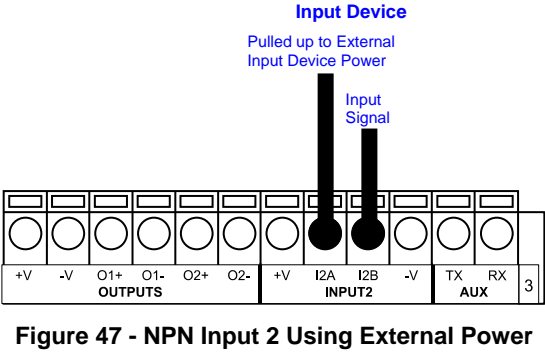 Input Device
Pulled up to External
Input Device Power
Input
Signal
+V -V O1+ O1- O2+ O2- +V I2A I2B -V TX RX
OUTPUTS INPUT2 AUX 3
Figure 47 - NPN Input 2 Using External Power